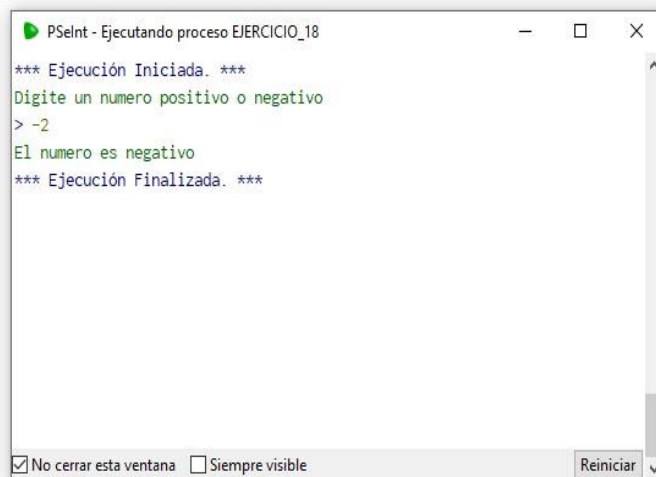 PSeInt - Ejecutando proceso EJERCICIO_18
*** Ejecución Iniciada. ***
Digite un numero positivo o negativo
> -2
El numero es negativo
*** Ejecución Finalizada. ***
No cerrar esta ventana Siempre visible Reiniciar